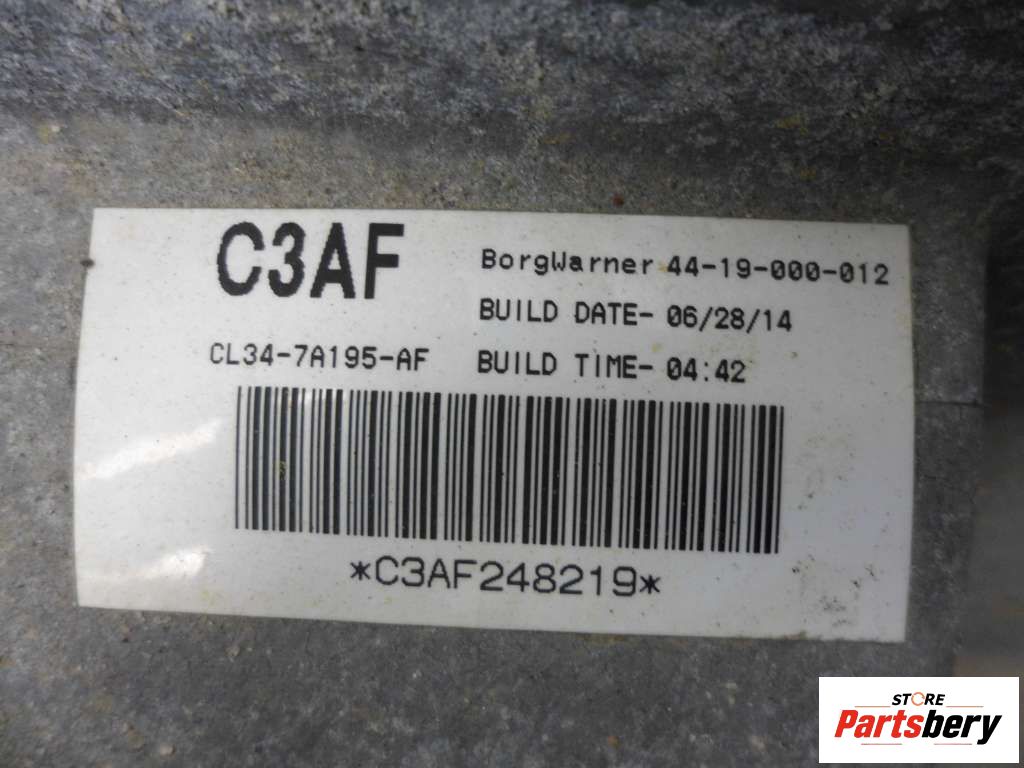 C3AF
BorgWarner 44-19-000-012
BUILD DATE- 06/28/14
CL34-7A195-AF
BUILD TIME- 04:42
*C3AF248219*
STORE
Partsbery